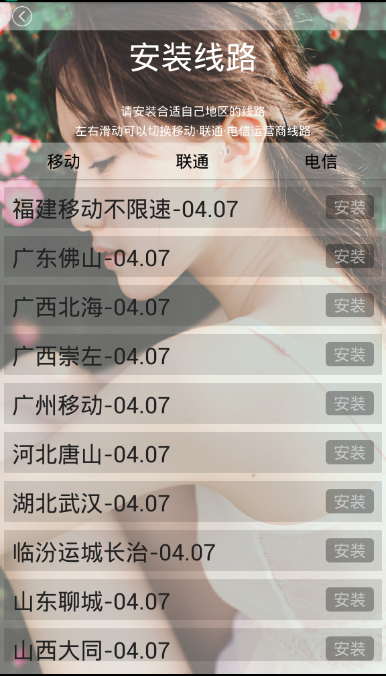 安装线路
请安装合适自己地区的线路
左右滑动可以切换移动·联通·电信运营商线路
移动 联通 电信
福建移动不限速-04.07 安装
广东佛山-04.07 安装
广西北海-04.07 安装
广西崇左-04.07 安装
广州移动-04.07 安装
河北唐山-04.07 安装
湖北武汉-04.07 安装
临汾运城长治-04.07 安装
山东聊城-04.07 安装
山西大同-04.07 安装